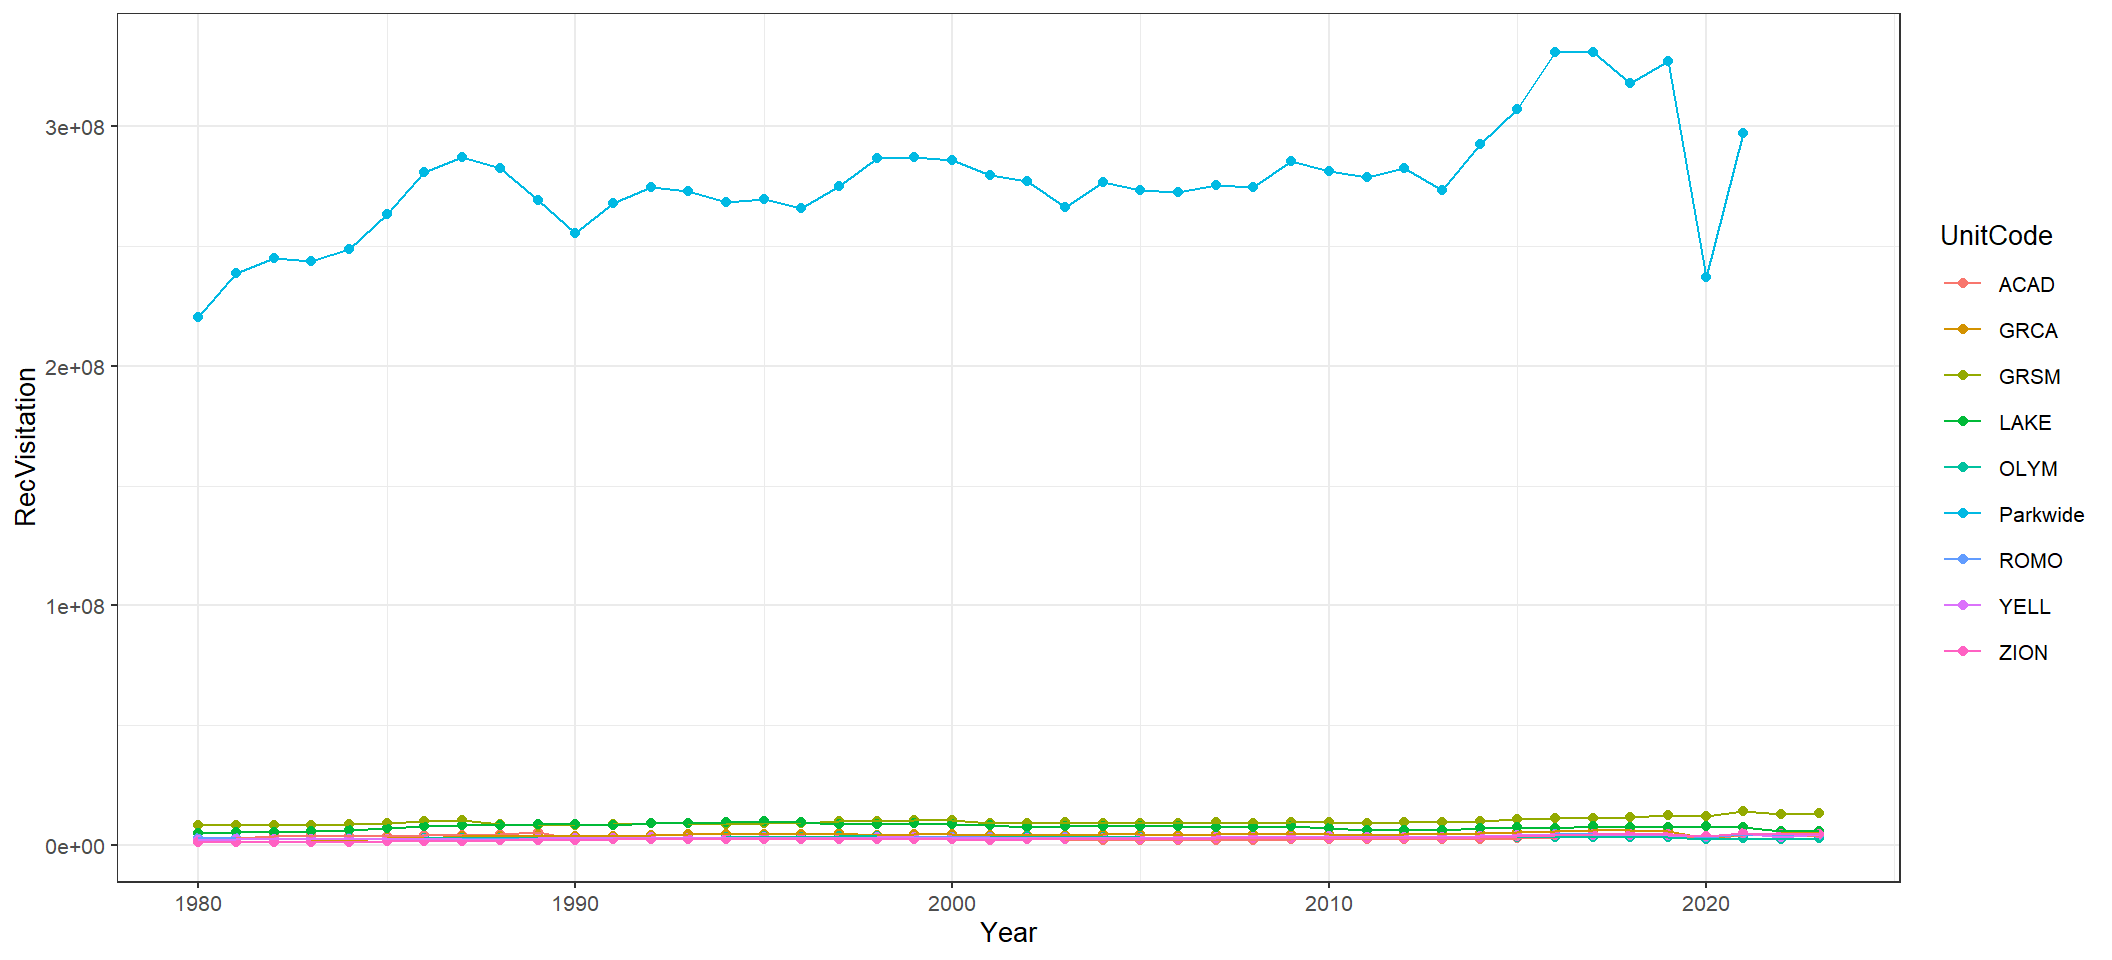 3e+08
2e+08
1e+08
0e+00
RecVisitation
1980 1990 2000 2010 2020
Year
UnitCode
ACAD
GRCA
GRSM
LAKE
OLYM
Parkwide
ROMO
YELL
ZION